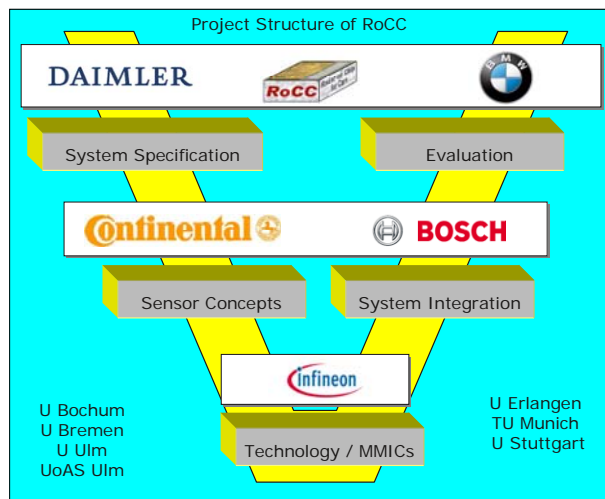 Project Structure of RoCC
DAIMLER
RoCC
BMW
System Specification
Evaluation
Continental
BOSCH
Sensor Concepts
System Integration
infineon
U Bochum
U Bremen
U Ulm
UoAS Ulm
Technology / MMICs
U Erlangen
TU Munich
U Stuttgart